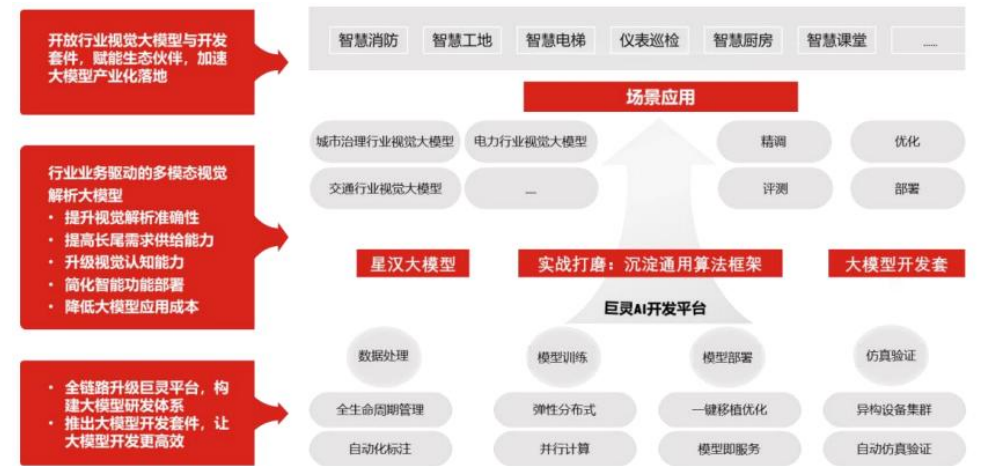 开放行业视觉大模型与开发
套件，赋能生态伙伴，加速
大模型产业化落地
智慧消防 智慧工地 智慧电梯 仪表巡检 智慧厨房 智慧课堂 ......
场景应用
城市治理行业视觉大模型 电力行业视觉大模型 精调 优化
交通行业视觉大模型 .... 评测 部署
行业业务驱动的多模态视觉
解析大模型
• 提升视觉解析准确性
• 提高长尾需求供给能力
• 升级视觉认知能力
• 简化智能功能部署
• 降低大模型应用成本
星汉大模型 实战打磨：沉淀通用算法框架 大模型开发套
巨灵AI开发平台
数据处理 模型训练 模型部署 仿真验证
全生命周期管理 弹性分布式 一键移植优化 异构设备集群
自动化标注 并行计算 模型即服务 自动仿真验证
• 全链路升级巨灵平台，构
建大模型研发体系
• 推出大模型开发套件，让
大模型开发更高效